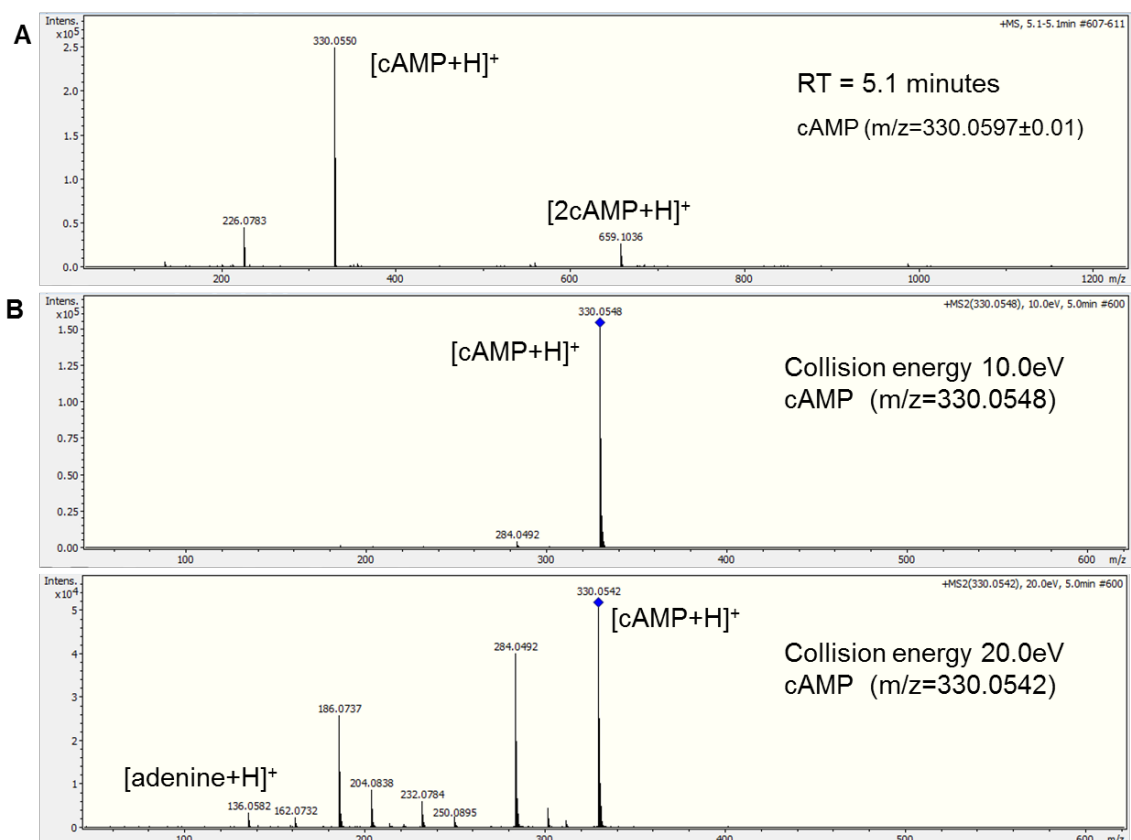 A
Intens.
x10⁵
+MS, 5.1-5.1min #607-611
2.5
2.0
1.5
1.0
0.5
0.0
330.0550
[cAMP+H]⁺
RT = 5.1 minutes
cAMP (m/z=330.0597±0.01)
226.0783
[2cAMP+H]⁺
659.1036
200
400
600
800
1000
1200
m/z
B
Intens.
x10⁵
+MS2(330.0548), 10.0eV, 5.0min #600
1.50
1.25
1.00
0.75
0.50
0.25
0.00
330.0548
[cAMP+H]⁺
Collision energy 10.0eV
cAMP (m/z=330.0548)
284.0492
100
200
300
400
500
600
m/z
Intens.
x10⁴
+MS2(330.0542), 20.0eV, 5.0min #600
5
4
3
2
1
0
330.0542
[cAMP+H]⁺
284.0492
Collision energy 20.0eV
cAMP (m/z=330.0542)
186.0737
[adenine+H]⁺
204.0838
136.0582
162.0732
232.0784
250.0895
100
200
300
400
500
600
m/z